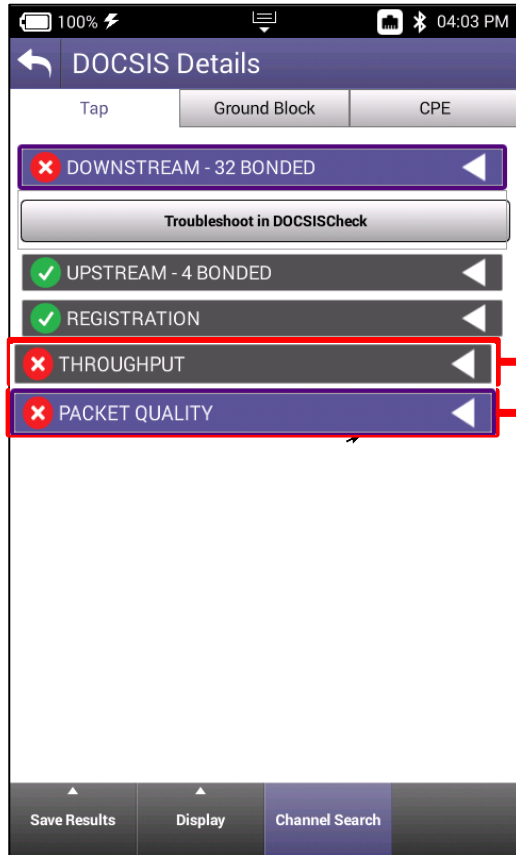 100% 04:03 PM
DOCSIS Details
Tap Ground Block CPE
DOWNSTREAM - 32 BONDED
Troubleshoot in DOCSISCheck
UPSTREAM - 4 BONDED
REGISTRATION
THROUGHPUT
PACKET QUALITY
Save Results Display Channel Search